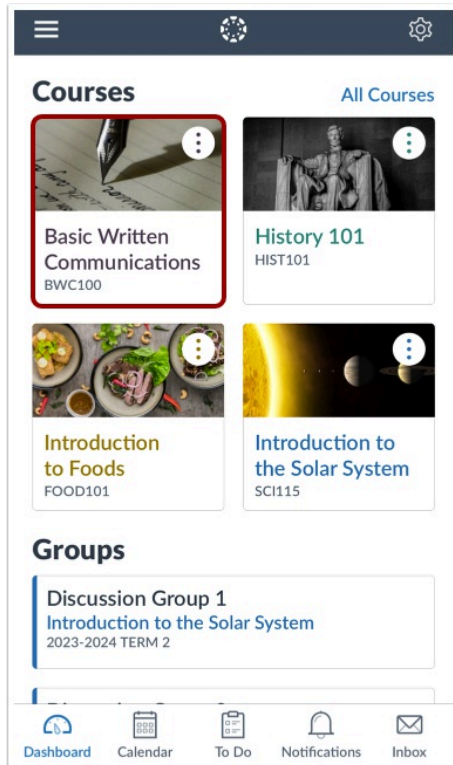 Courses
All Courses
Basic Written
Communications
BWC100
History 101
HIST101
Introduction
to Foods
FOOD101
Introduction to
the Solar System
SCI115
Groups
Discussion Group 1
Introduction to the Solar System
2023-2024 TERM 2
Dashboard
Calendar
To Do
Notifications
Inbox